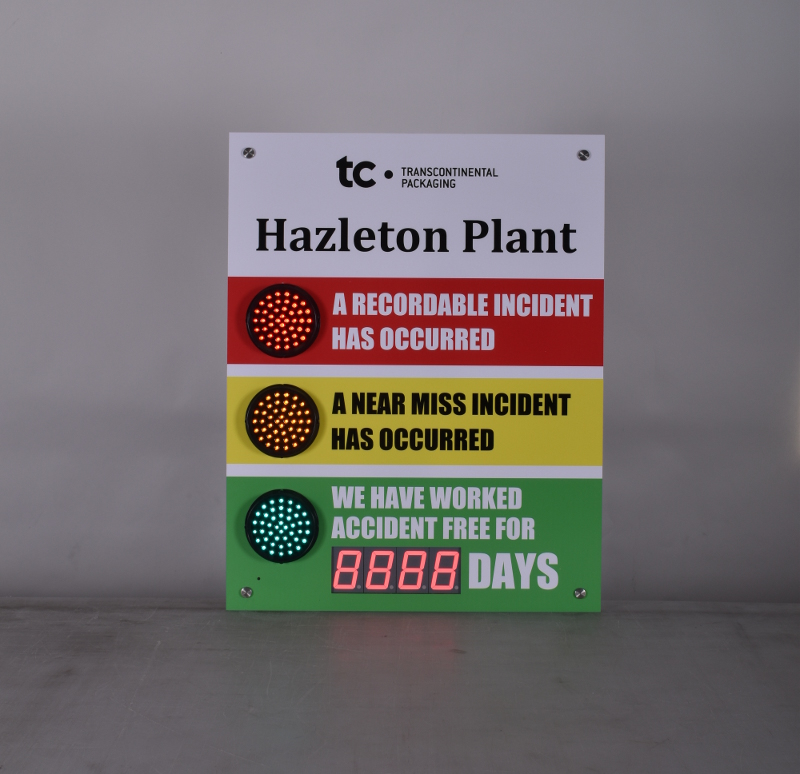 tc • TRANSCONTINENTAL
PACKAGING
Hazleton Plant
A RECORDABLE INCIDENT
HAS OCCURRED
A NEAR MISS INCIDENT
HAS OCCURRED
WE HAVE WORKED
ACCIDENT FREE FOR
8888 DAYS